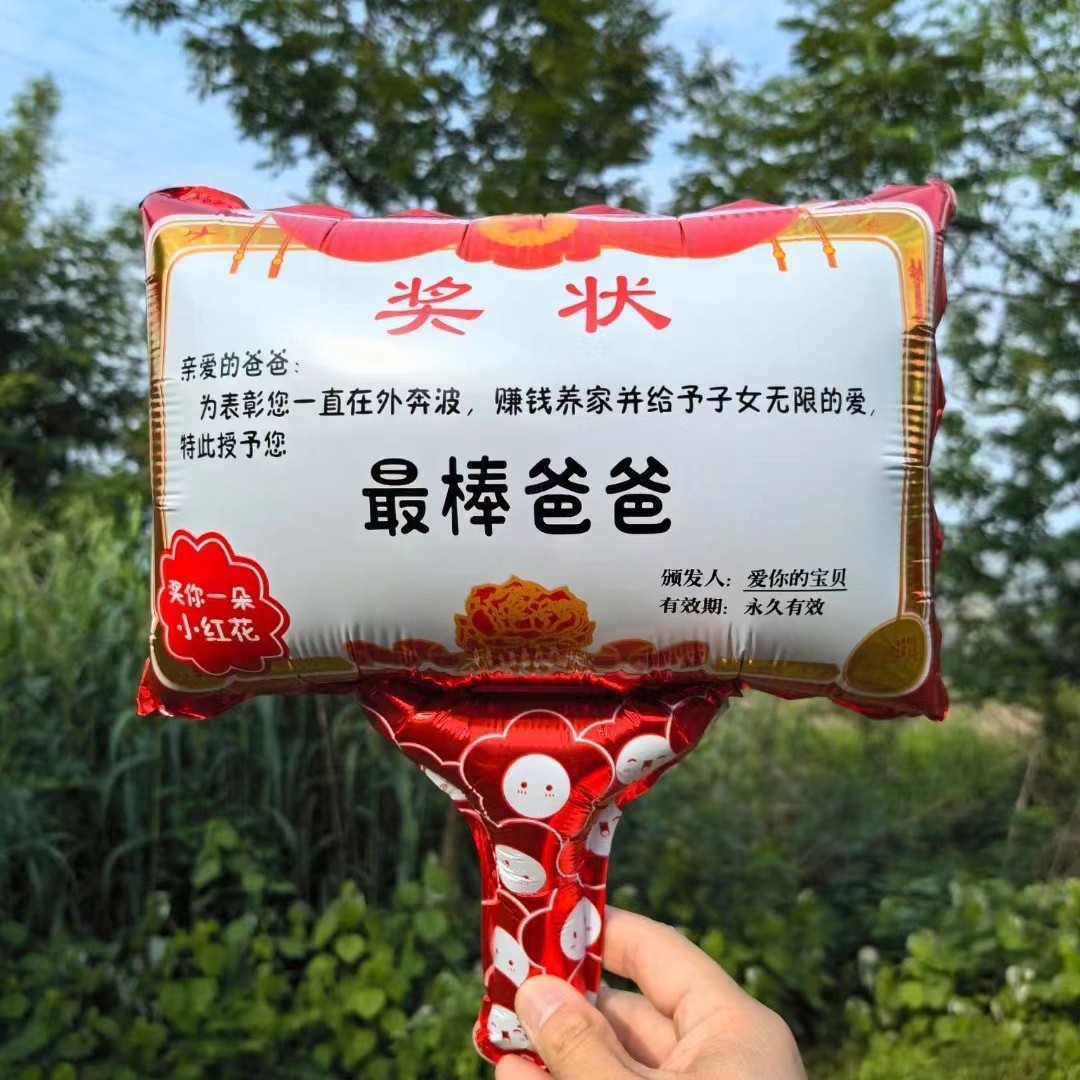 奖状
亲爱的爸爸:
为表彰您一直在外奔波,赚钱养家并给予子女无限的爱,
特此授予您
最棒爸爸
奖你一朵
小红花
颁发人:爱你的宝贝
有效期:永久有效